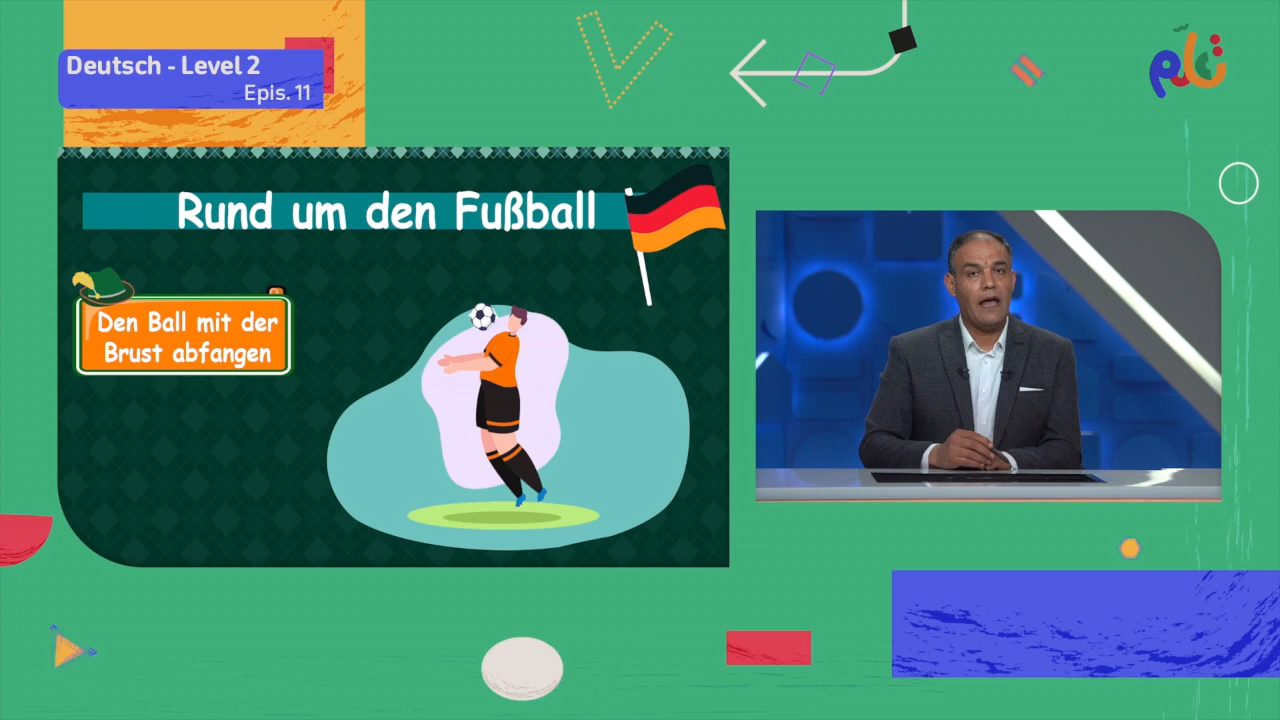 Deutsch - Level 2
Epis. 11
Rund um den Fußball
Den Ball mit der
Brust abfangen